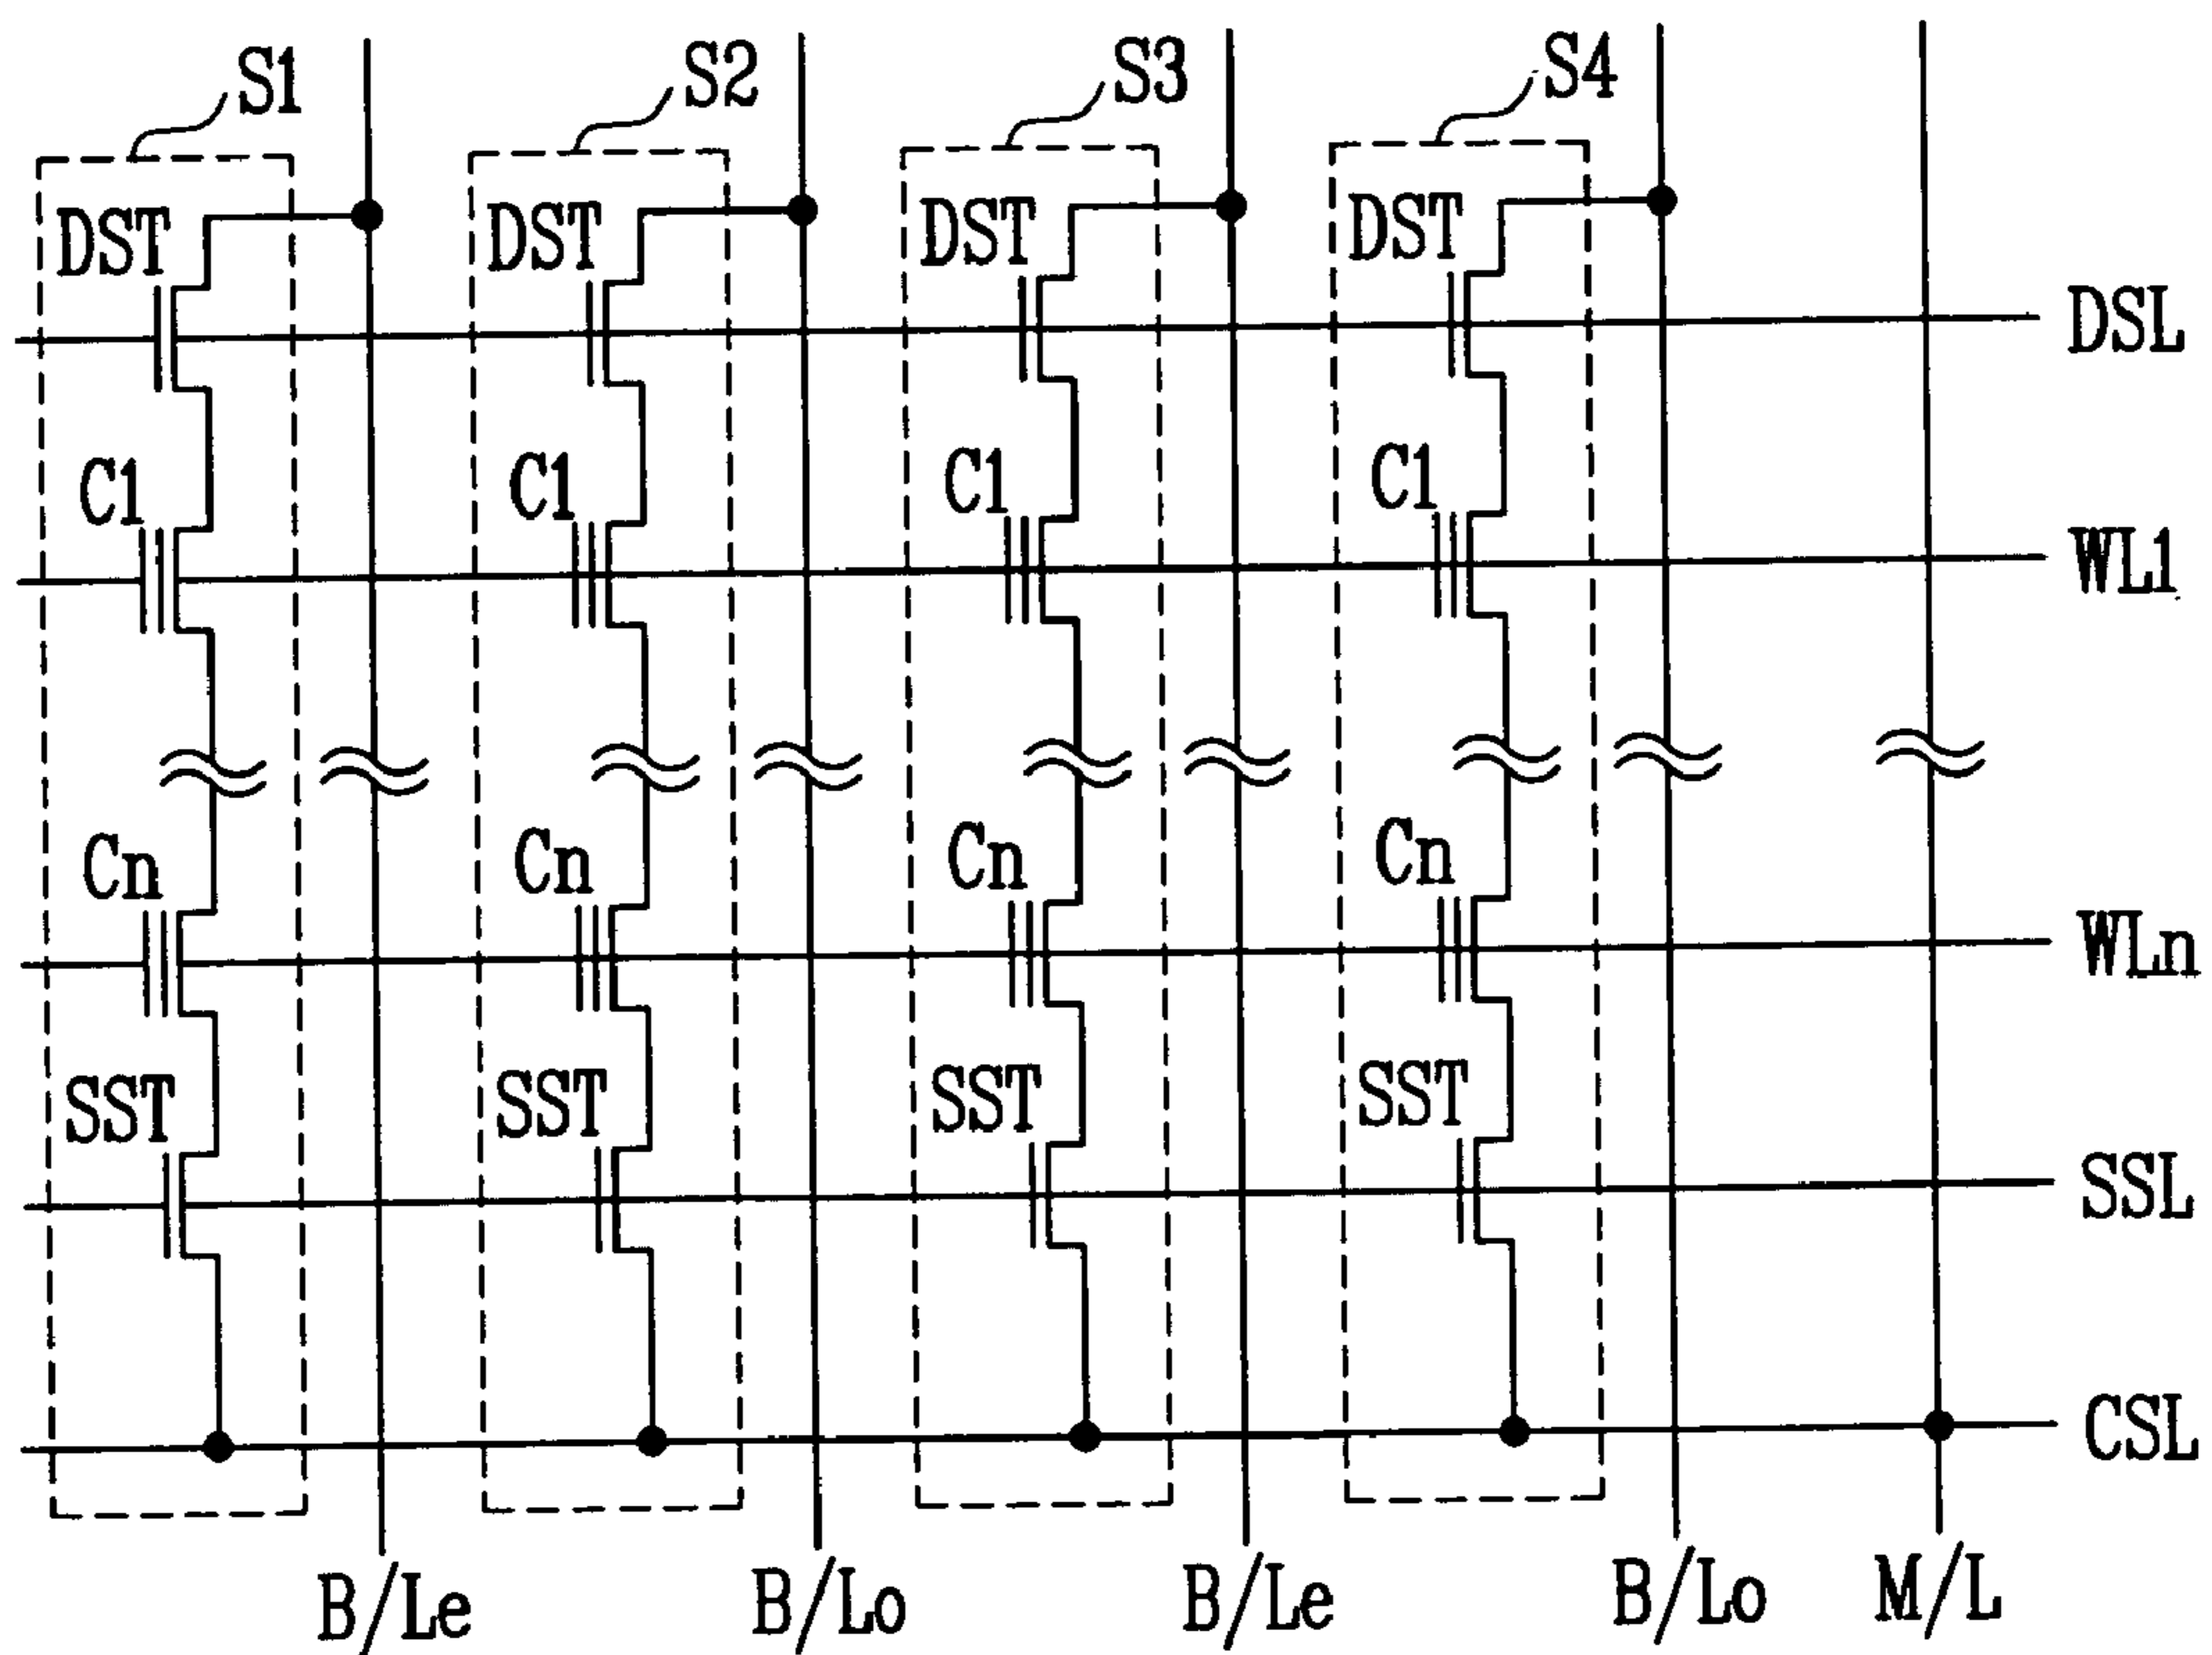 S1 S2 S3 S4
DST DST DST DST
DSL
C1 C1 C1 C1
WL1
Cn Cn Cn Cn
WLn
SST SST SST SST
SSL
CSL
B/Le B/Lo B/Le B/Lo M/L